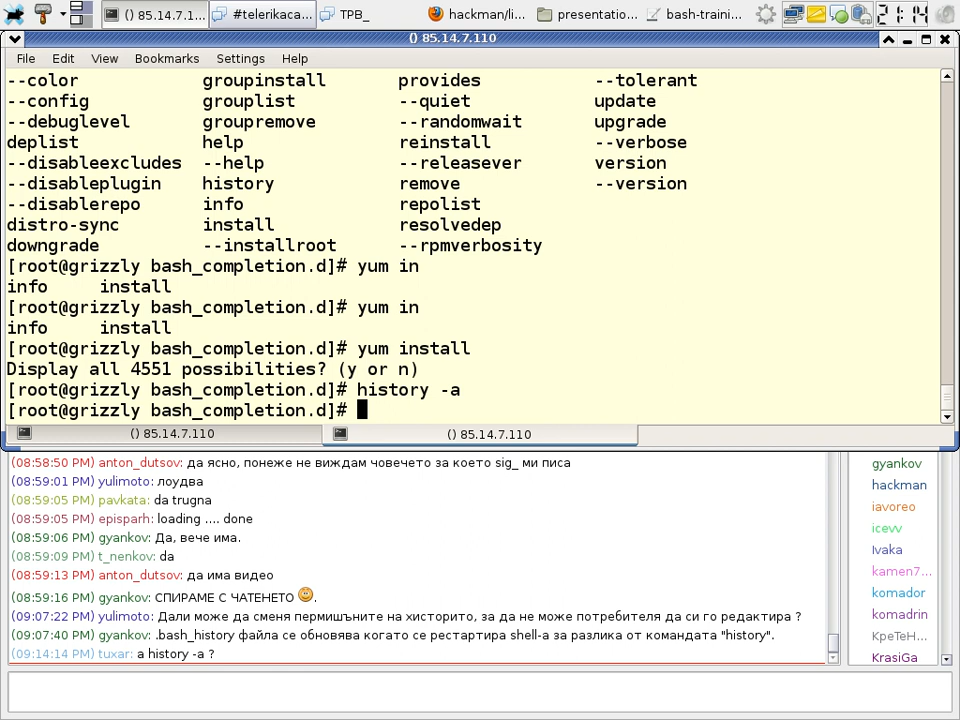 () 85.14.7.1...
#telerikaca...
TPB_
hackman/li...
presentatio...
bash-traini...
21:14
() 85.14.7.110
File Edit View Bookmarks Settings Help
--color groupinstall provides --tolerant
--config grouplist --quiet update
--debuglevel groupremove --randomwait upgrade
deplist help reinstall --verbose
--disableexcludes --help --releasever version
--disableplugin history remove --version
--disablerepo info repolist
distro-sync install resolvedep
downgrade --installroot --rpmverbosity
[root@grizzly bash_completion.d]# yum in
info install
[root@grizzly bash_completion.d]# yum in
info install
[root@grizzly bash_completion.d]# yum install
Display all 4551 possibilities? (y or n)
[root@grizzly bash_completion.d]# history -a
[root@grizzly bash_completion.d]#
() 85.14.7.110 () 85.14.7.110
(08:58:50 PM) anton_dutsov: да ясно, понеже не виждам човечето за което sig_ ми писа
(08:59:01 PM) yulimoto: лоудва
(08:59:05 PM) pavkata: da trugna
(08:59:05 PM) episparh: loading .... done
(08:59:06 PM) gyankov: Да, вече има.
(08:59:09 PM) t_nenkov: da
(08:59:13 PM) anton_dutsov: да има видео
(08:59:16 PM) gyankov: СПИРАМЕ С ЧАТЕНЕТО .
(09:07:22 PM) yulimoto: Дали може да сменя пермишъните на хисторито, за да не може потребителя да си го редактира ?
(09:07:40 PM) gyankov: .bash_history файла се обновява когато се рестартира shell-а за разлика от командата "history".
(09:14:14 PM) tuxar: a history -a ?
gyankov
hackman
iavoreo
icevv
Ivaka
kamen7...
komador
komadrin
KpeTeH...
KrasiGa